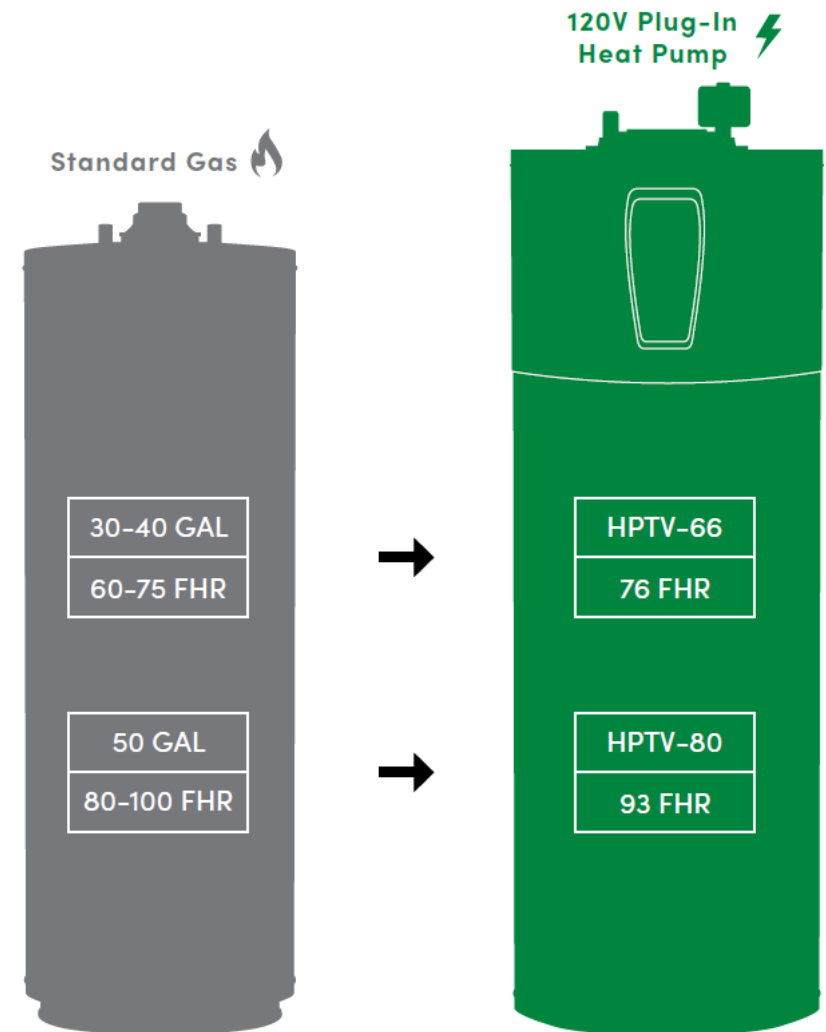 120V Plug-In
Heat Pump
Standard Gas
30-40 GAL
60-75 FHR
HPTV-66
76 FHR
50 GAL
80-100 FHR
HPTV-80
93 FHR